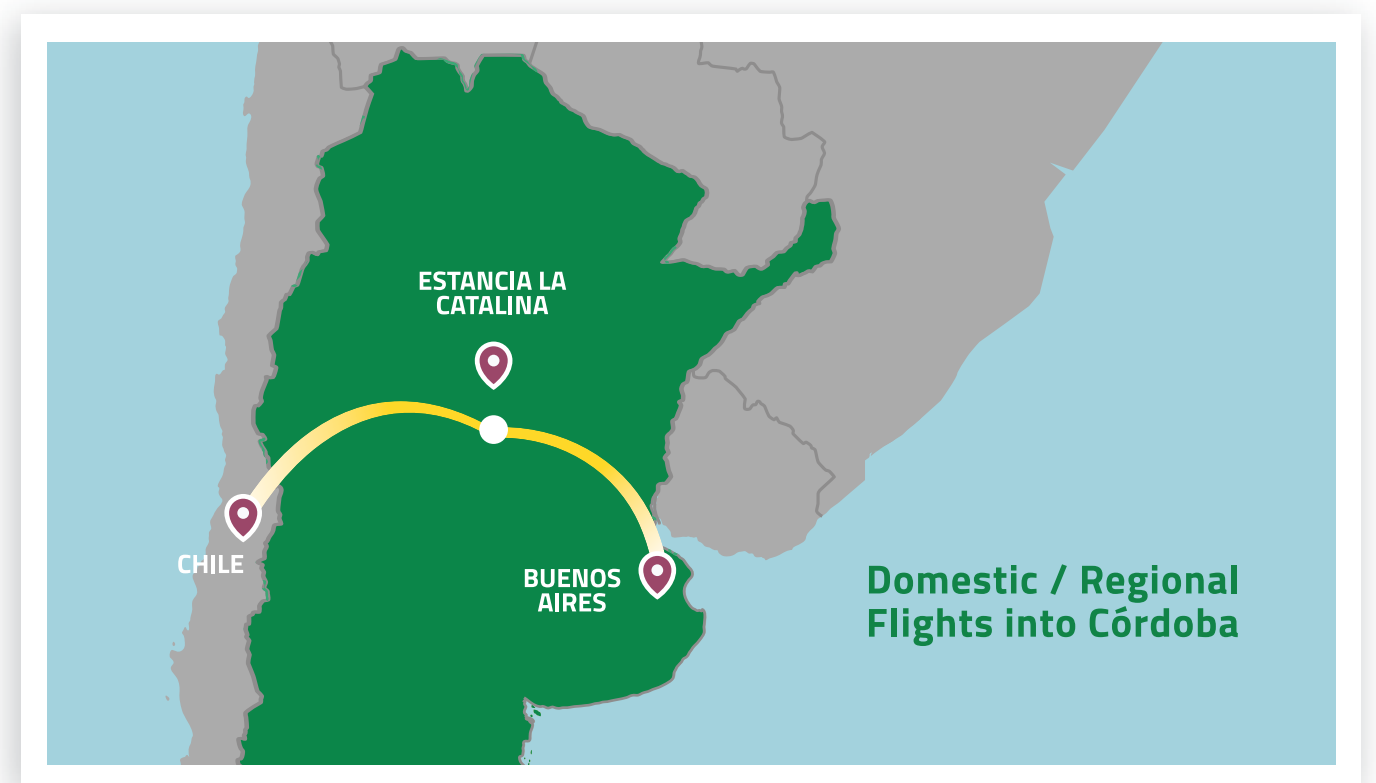 ESTANCIA LA
CATALINA
CHILE
BUENOS
AIRES
Domestic / Regional
Flights into Córdoba